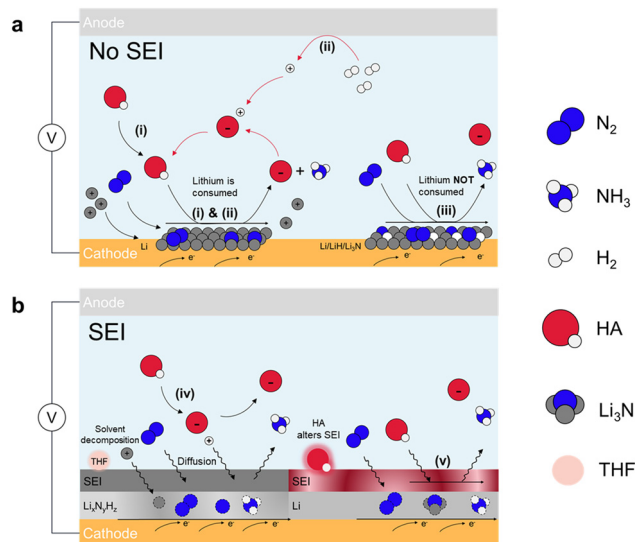 a
Anode
No SEI
(ii)
+
(i)
+
-
-
V
-
+
Lithium is
consumed
Lithium NOT
consumed
+
+
+
+
(i) & (ii)
+
+
(iii)
Li
Li/LiH/Li₃N
Cathode
e⁻
e⁻
e⁻
e⁻
b
Anode
SEI
(iv)
-
-
-
+
V
Solvent
decomposition
+
THF
Diffusion
HA
alters SEI
(v)
SEI
SEI
LiₓNᵧH_z
Li
Cathode
e⁻
e⁻
e⁻
e⁻
N₂
NH₃
H₂
HA
Li₃N
THF